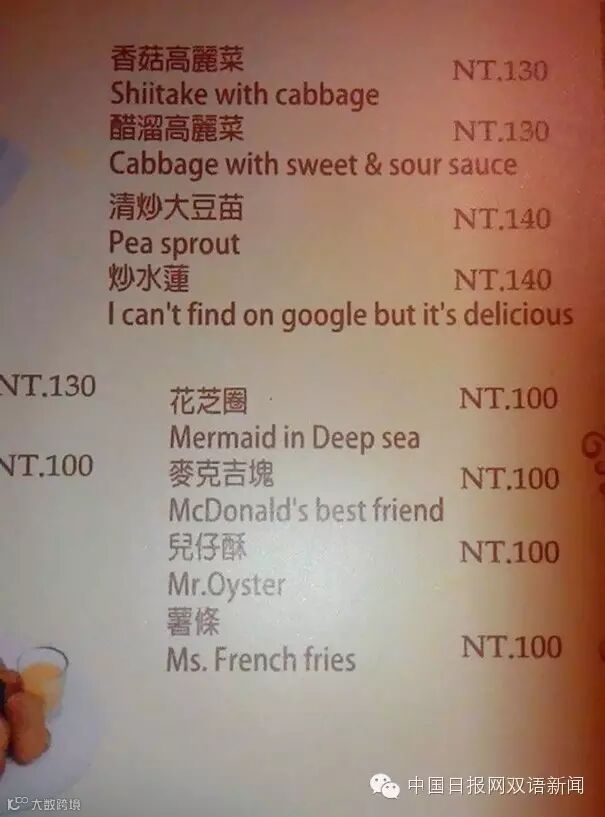 香菇高麗菜 NT.130
Shiitake with cabbage
醋溜高麗菜 NT.130
Cabbage with sweet & sour sauce
清炒大豆苗 NT.140
Pea sprout
炒水蓮 NT.140
I can't find on google but it's delicious
NT.130
花芝圈 NT.100
Mermaid in Deep sea
NT.100
麥克吉塊 NT.100
McDonald's best friend
兒仔酥 NT.100
Mr.Oyster
薯條 NT.100
Ms. French fries
中国日报网双语新闻
大数跨境